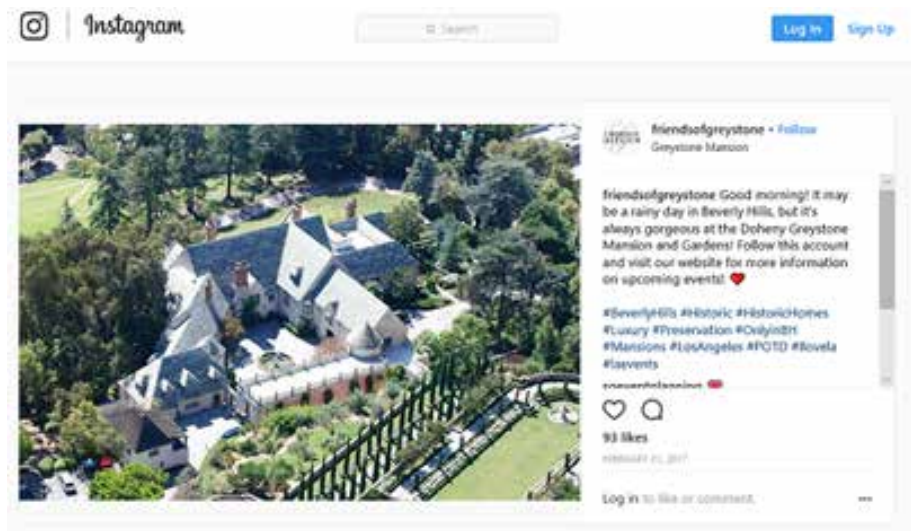 Instagram
Search
Log In
Sign Up
friendsofgreystone • Follow
Greystone Mansion
friendsofgreystone Good morning! It may
be a rainy day in Beverly Hills, but it's
always gorgeous at the Doheny Greystone
Mansion and Gardens! Follow this account
and visit our website for more information
on upcoming events! ❤
#BeverlyHills #Historic #HistoricHomes
#Luxury #Preservation #OnlyinBH
#Mansions #LosAngeles #POTD #ilovela
#laevents
93 likes
FEBRUARY 2017
Log in to like or comment.